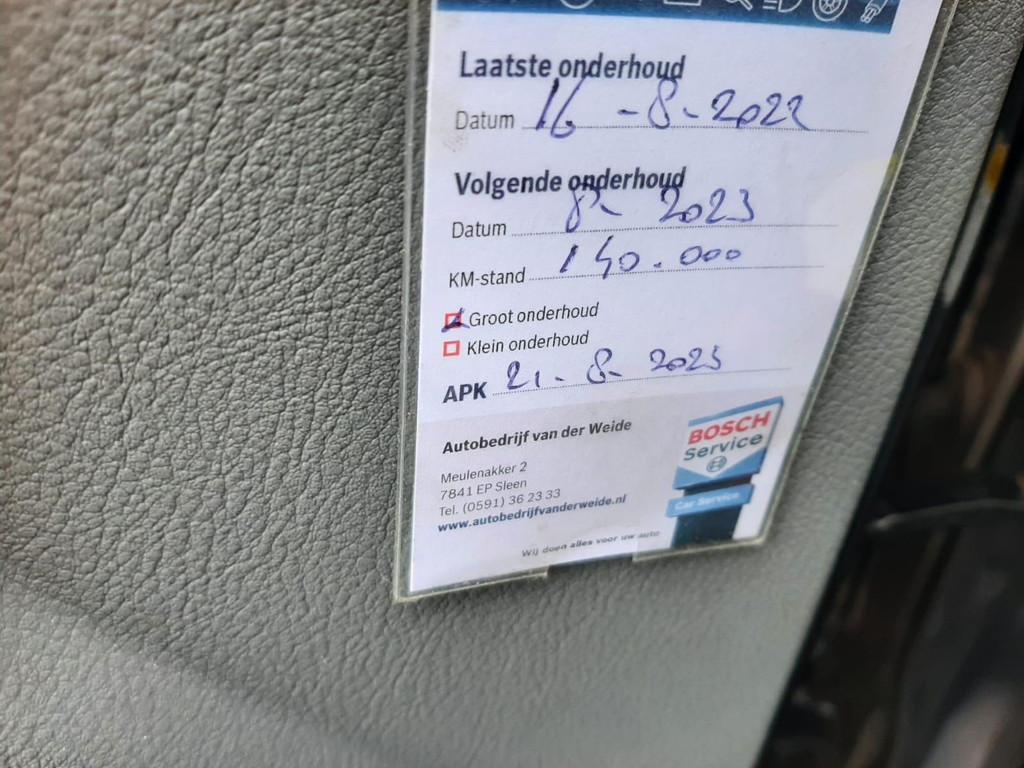 Laatste onderhoud
Datum 16-8-2022
Volgende onderhoud
Datum 8- 2023
KM-stand 140.000
Groot onderhoud
Klein onderhoud
APK 21-8-2023
Autobedrijf van der Weide
Meulenakker 2
7841 EP Sleen
Tel. (0591) 36 23 33
www.autobedrijfvanderweide.nl
Wij doen alles voor uw auto
BOSCH
Service
Car Service